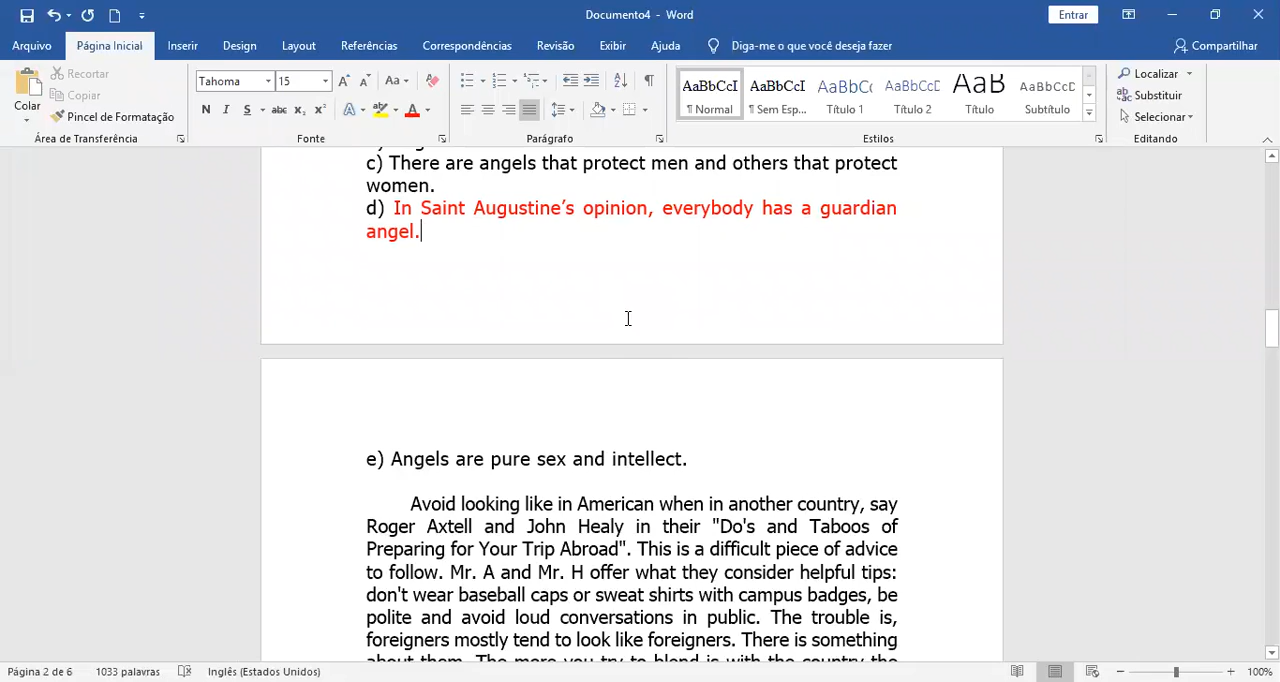 Documento4 - Word
Entrar
Arquivo Página Inicial Inserir Design Layout Referências Correspondências Revisão Exibir Ajuda Diga-me o que você deseja fazer Compartilhar
Colar
Recortar
Copiar
Pincel de Formatação
Área de Transferência
Tahoma 15
Aa
N I S abc x₂ x²
A A
Fonte
Parágrafo
AaBbCcI AaBbCcI AaBbC AaBbCcD AaB AaBbCcD
¶ Normal ¶ Sem Esp... Título 1 Título 2 Título Subtítulo
Estilos
Localizar
Substituir
Selecionar
Editando
c) There are angels that protect men and others that protect
women.
d) In Saint Augustine’s opinion, everybody has a guardian
angel.
e) Angels are pure sex and intellect.
Avoid looking like in American when in another country, say
Roger Axtell and John Healy in their "Do's and Taboos of
Preparing for Your Trip Abroad". This is a difficult piece of advice
to follow. Mr. A and Mr. H offer what they consider helpful tips:
don't wear baseball caps or sweat shirts with campus badges, be
polite and avoid loud conversations in public. The trouble is,
foreigners mostly tend to look like foreigners. There is something
about them. The more you try to blend is with the country the
Página 2 de 6 1033 palavras Inglês (Estados Unidos) 100%